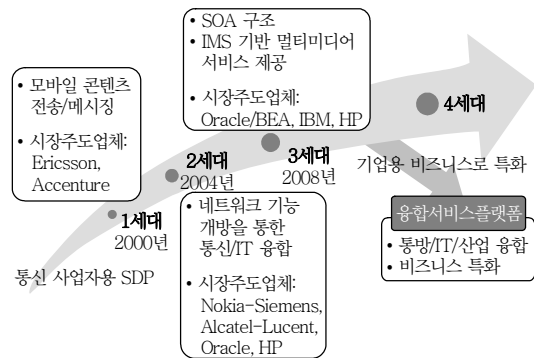 • SOA 구조
• IMS 기반 멀티미디어
서비스 제공
• 시장주도업체:
Oracle/BEA, IBM, HP
• 모바일 콘텐츠
전송/메시징
• 시장주도업체:
Ericsson,
Accenture
4세대
3세대
2008년
2세대
2004년
1세대
2000년
기업용 비즈니스로 특화
통신 사업자용 SDP
• 네트워크 기능
개방을 통한
통신/IT 융합
• 시장주도업체:
Nokia-Siemens,
Alcatel-Lucent,
Oracle, HP
융합서비스플랫폼
• 통방/IT/산업 융합
• 비즈니스 특화